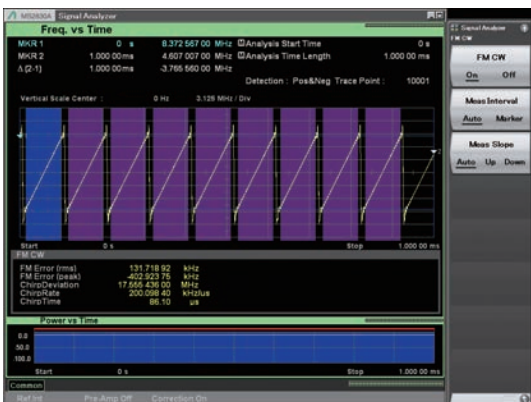 MS2830A Signal Analyzer
Freq. vs Time
MKR 1 0 s 8.372 567 00 MHz Analysis Start Time 0 s
MKR 2 1.000 00 ms 4.607 007 00 MHz Analysis Time Length 1.000 00 ms
Δ (2-1) 1.000 00 ms -3.765 560 00 MHz
Detection : Pos&Neg Trace Point : 10001
Vertical Scale Center : 0 Hz 3.125 MHz / Div
2
Start 0 s Stop 1.000 00 ms
FM CW
FM Error (rms) 131.718 92 kHz
FM Error (peak) -402.923 75 kHz
ChirpDeviation 17.555 436 00 MHz
ChirpRate 200.098 40 kHz/us
ChirpTime 86.10 µs
Power vs Time
0.0
50.0
100.0
Start 0 s Stop 1.000 00 ms
Common
Ref.Int Pre-Amp Off Correction On
Signal Analyzer
FM CW
FM CW
On Off
Meas Interval
Auto Marker
Meas Slope
Auto Up Down